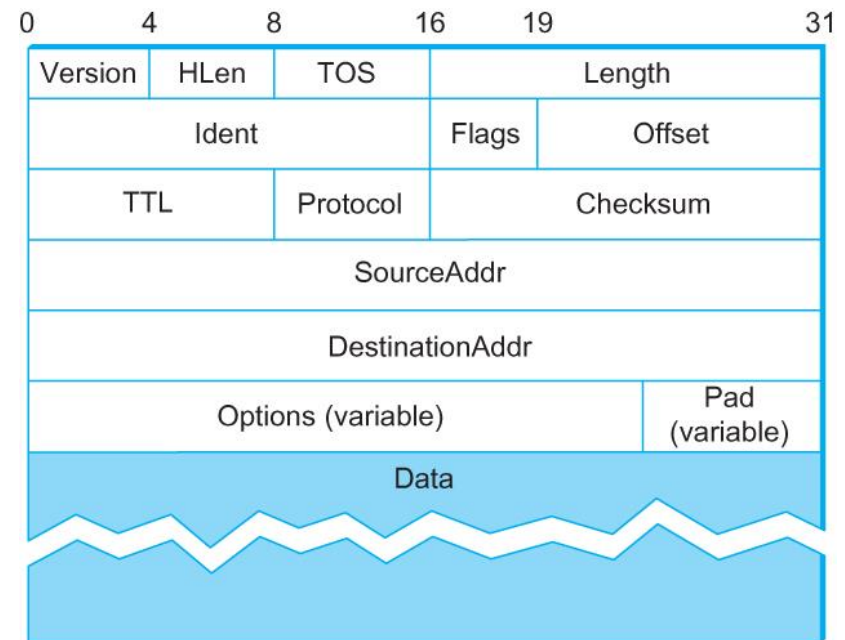 0 4 8 16 19 31
Version HLen TOS Length
Ident Flags Offset
TTL Protocol Checksum
SourceAddr
DestinationAddr
Options (variable) Pad
(variable)
Data